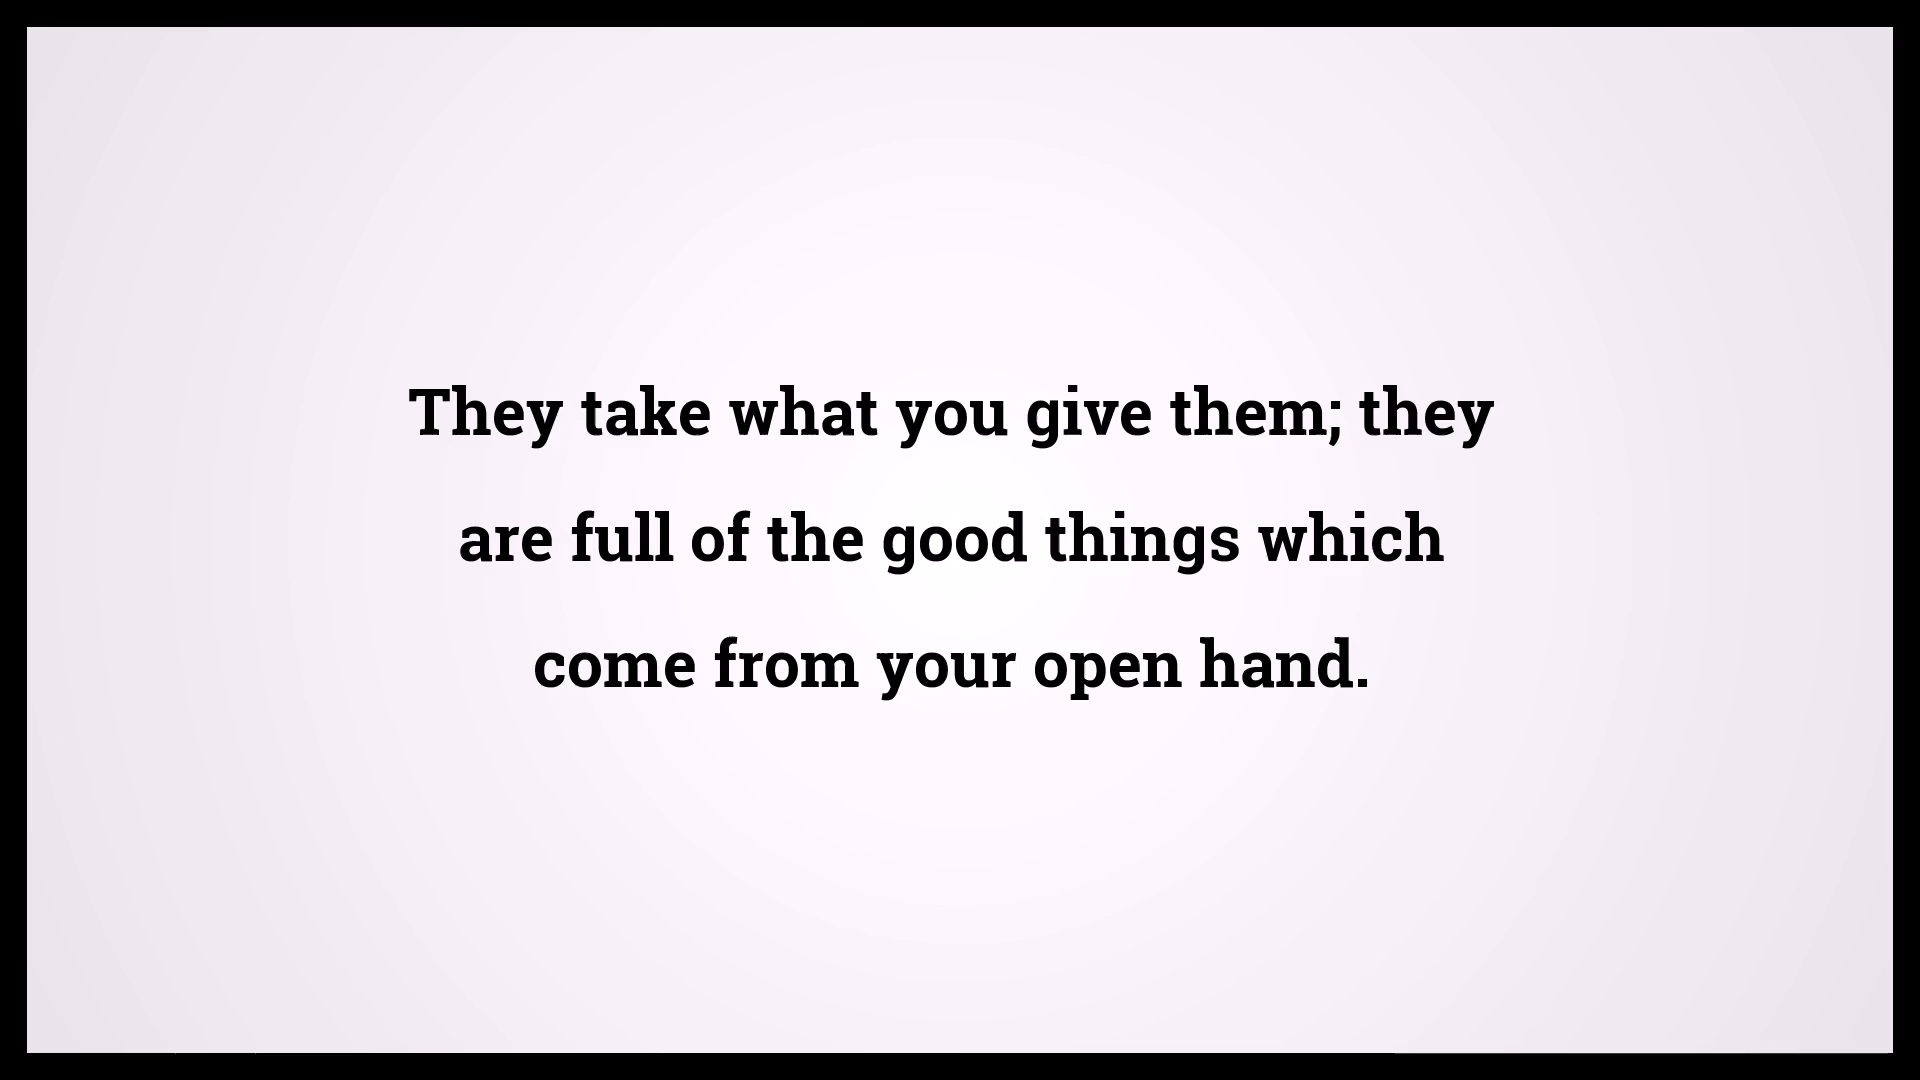 They take what you give them; they
are full of the good things which
come from your open hand.